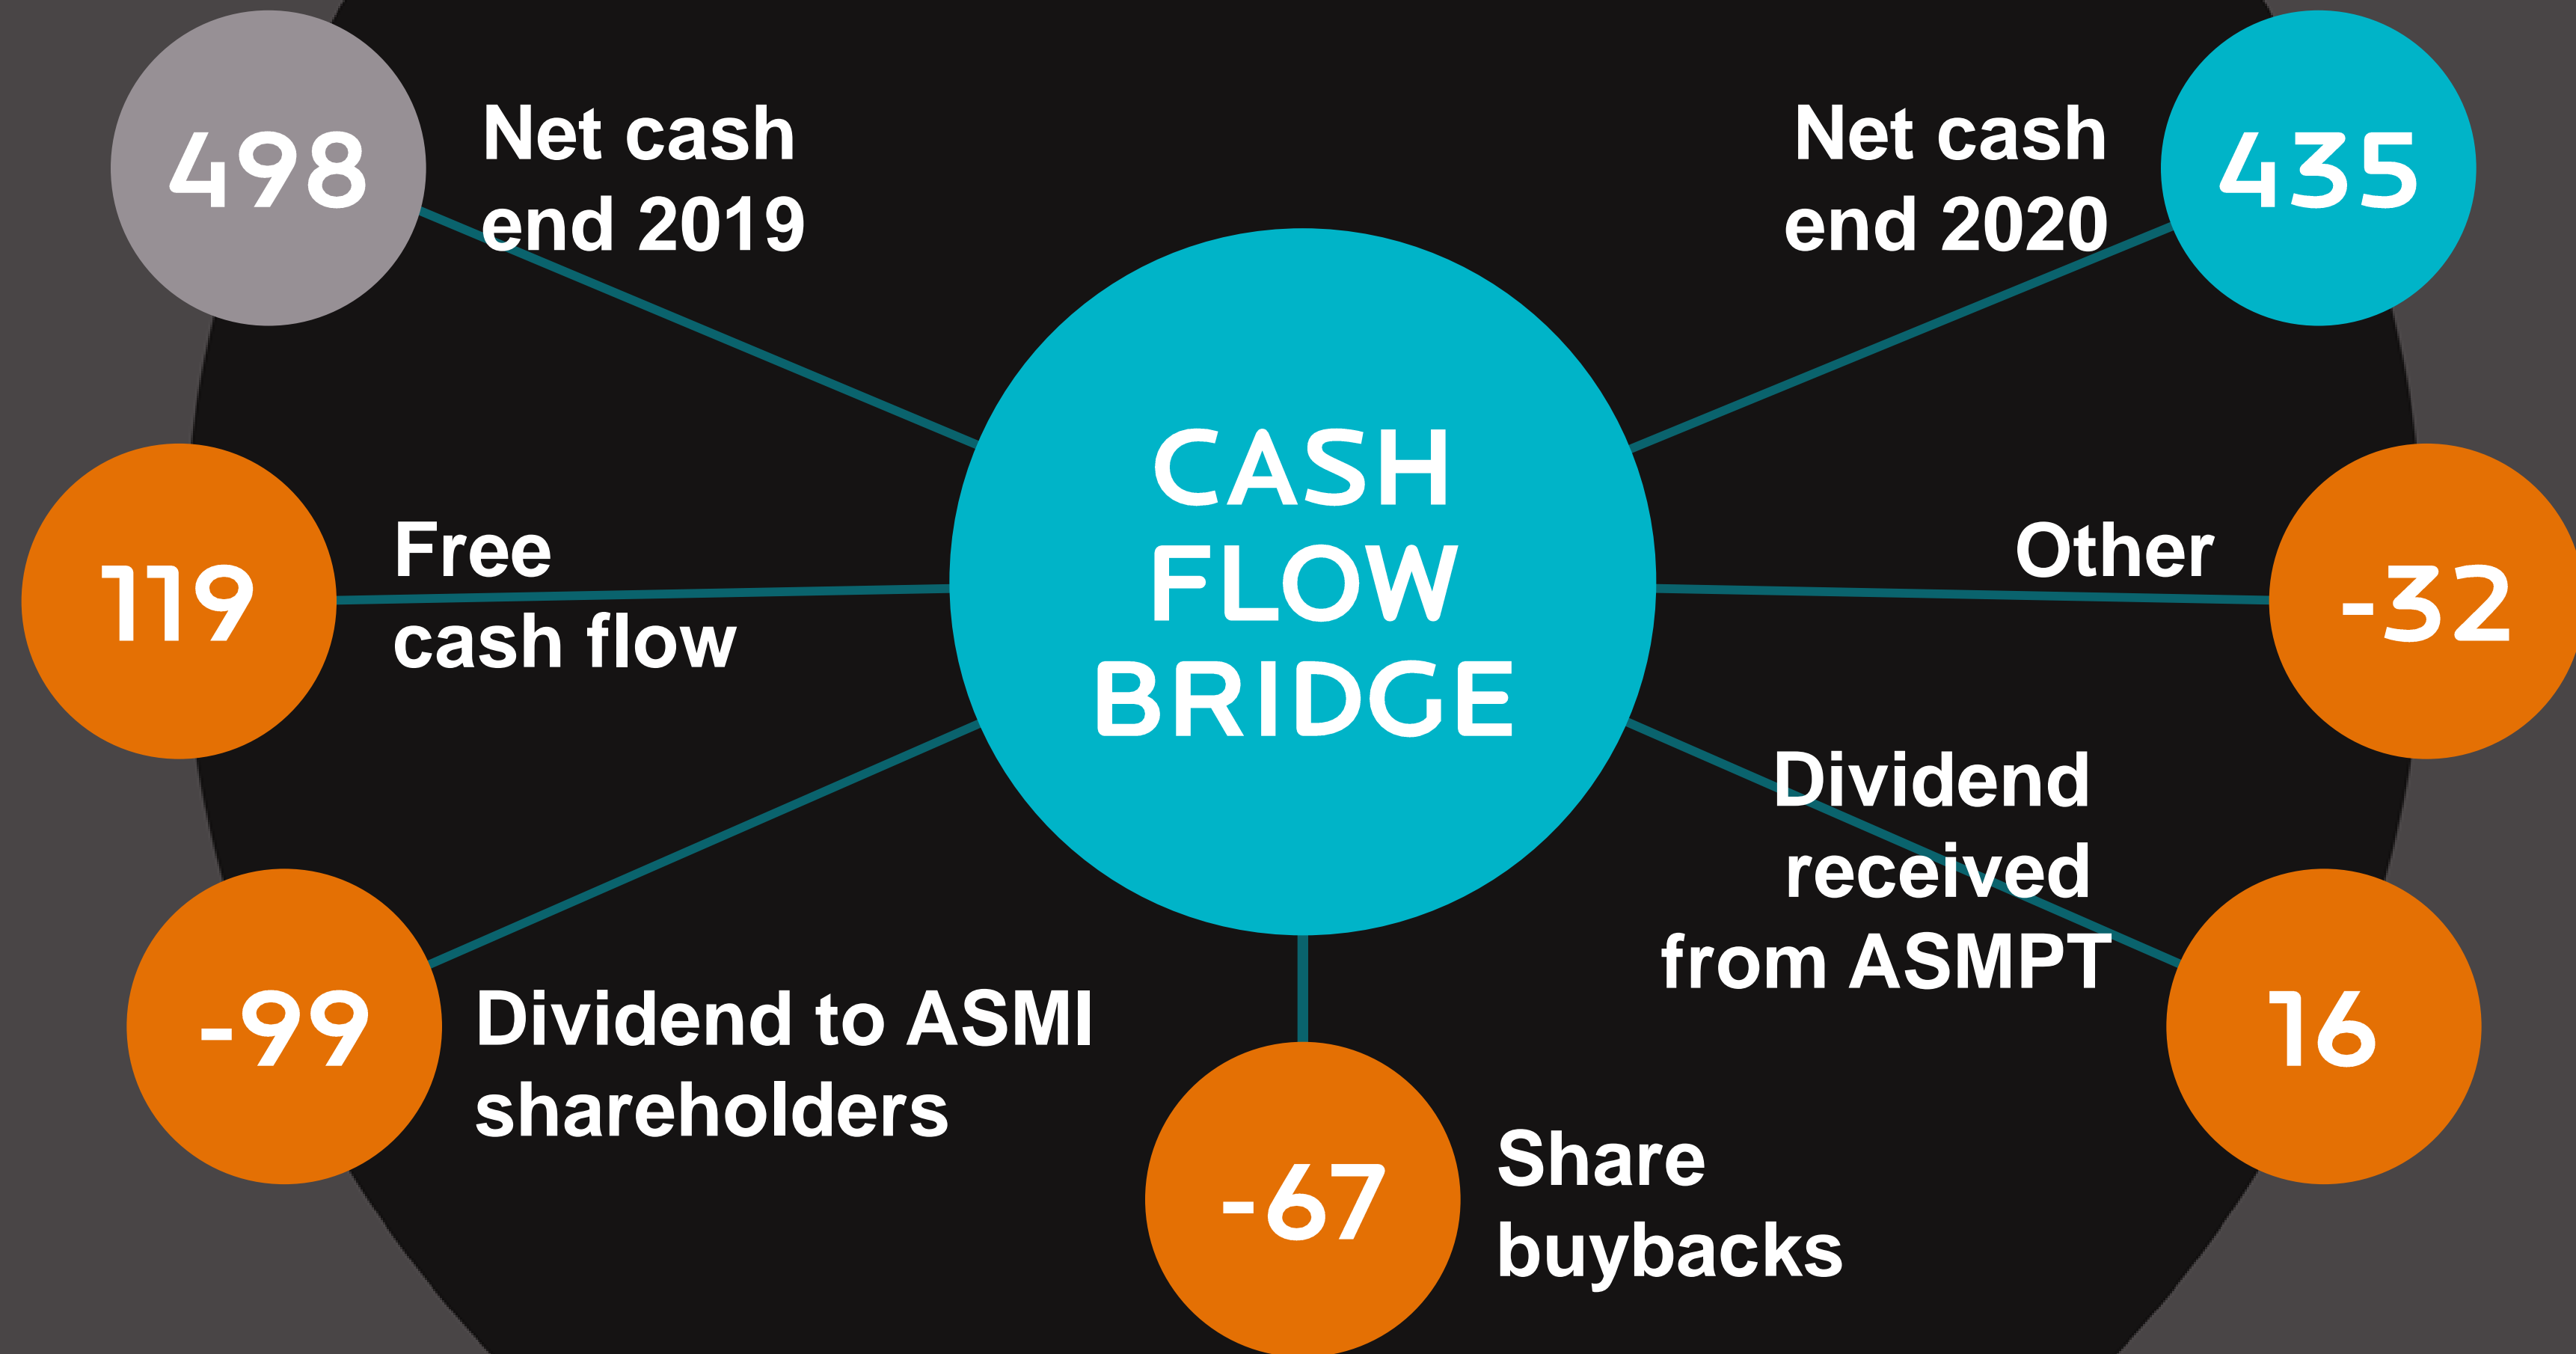 498
Net cash
end 2019
Net cash
end 2020
435
CASH
FLOW
BRIDGE
119
Free
cash flow
Other
-32
-99
Dividend to ASMI
shareholders
-67
Share
buybacks
Dividend
received
from ASMPT
16